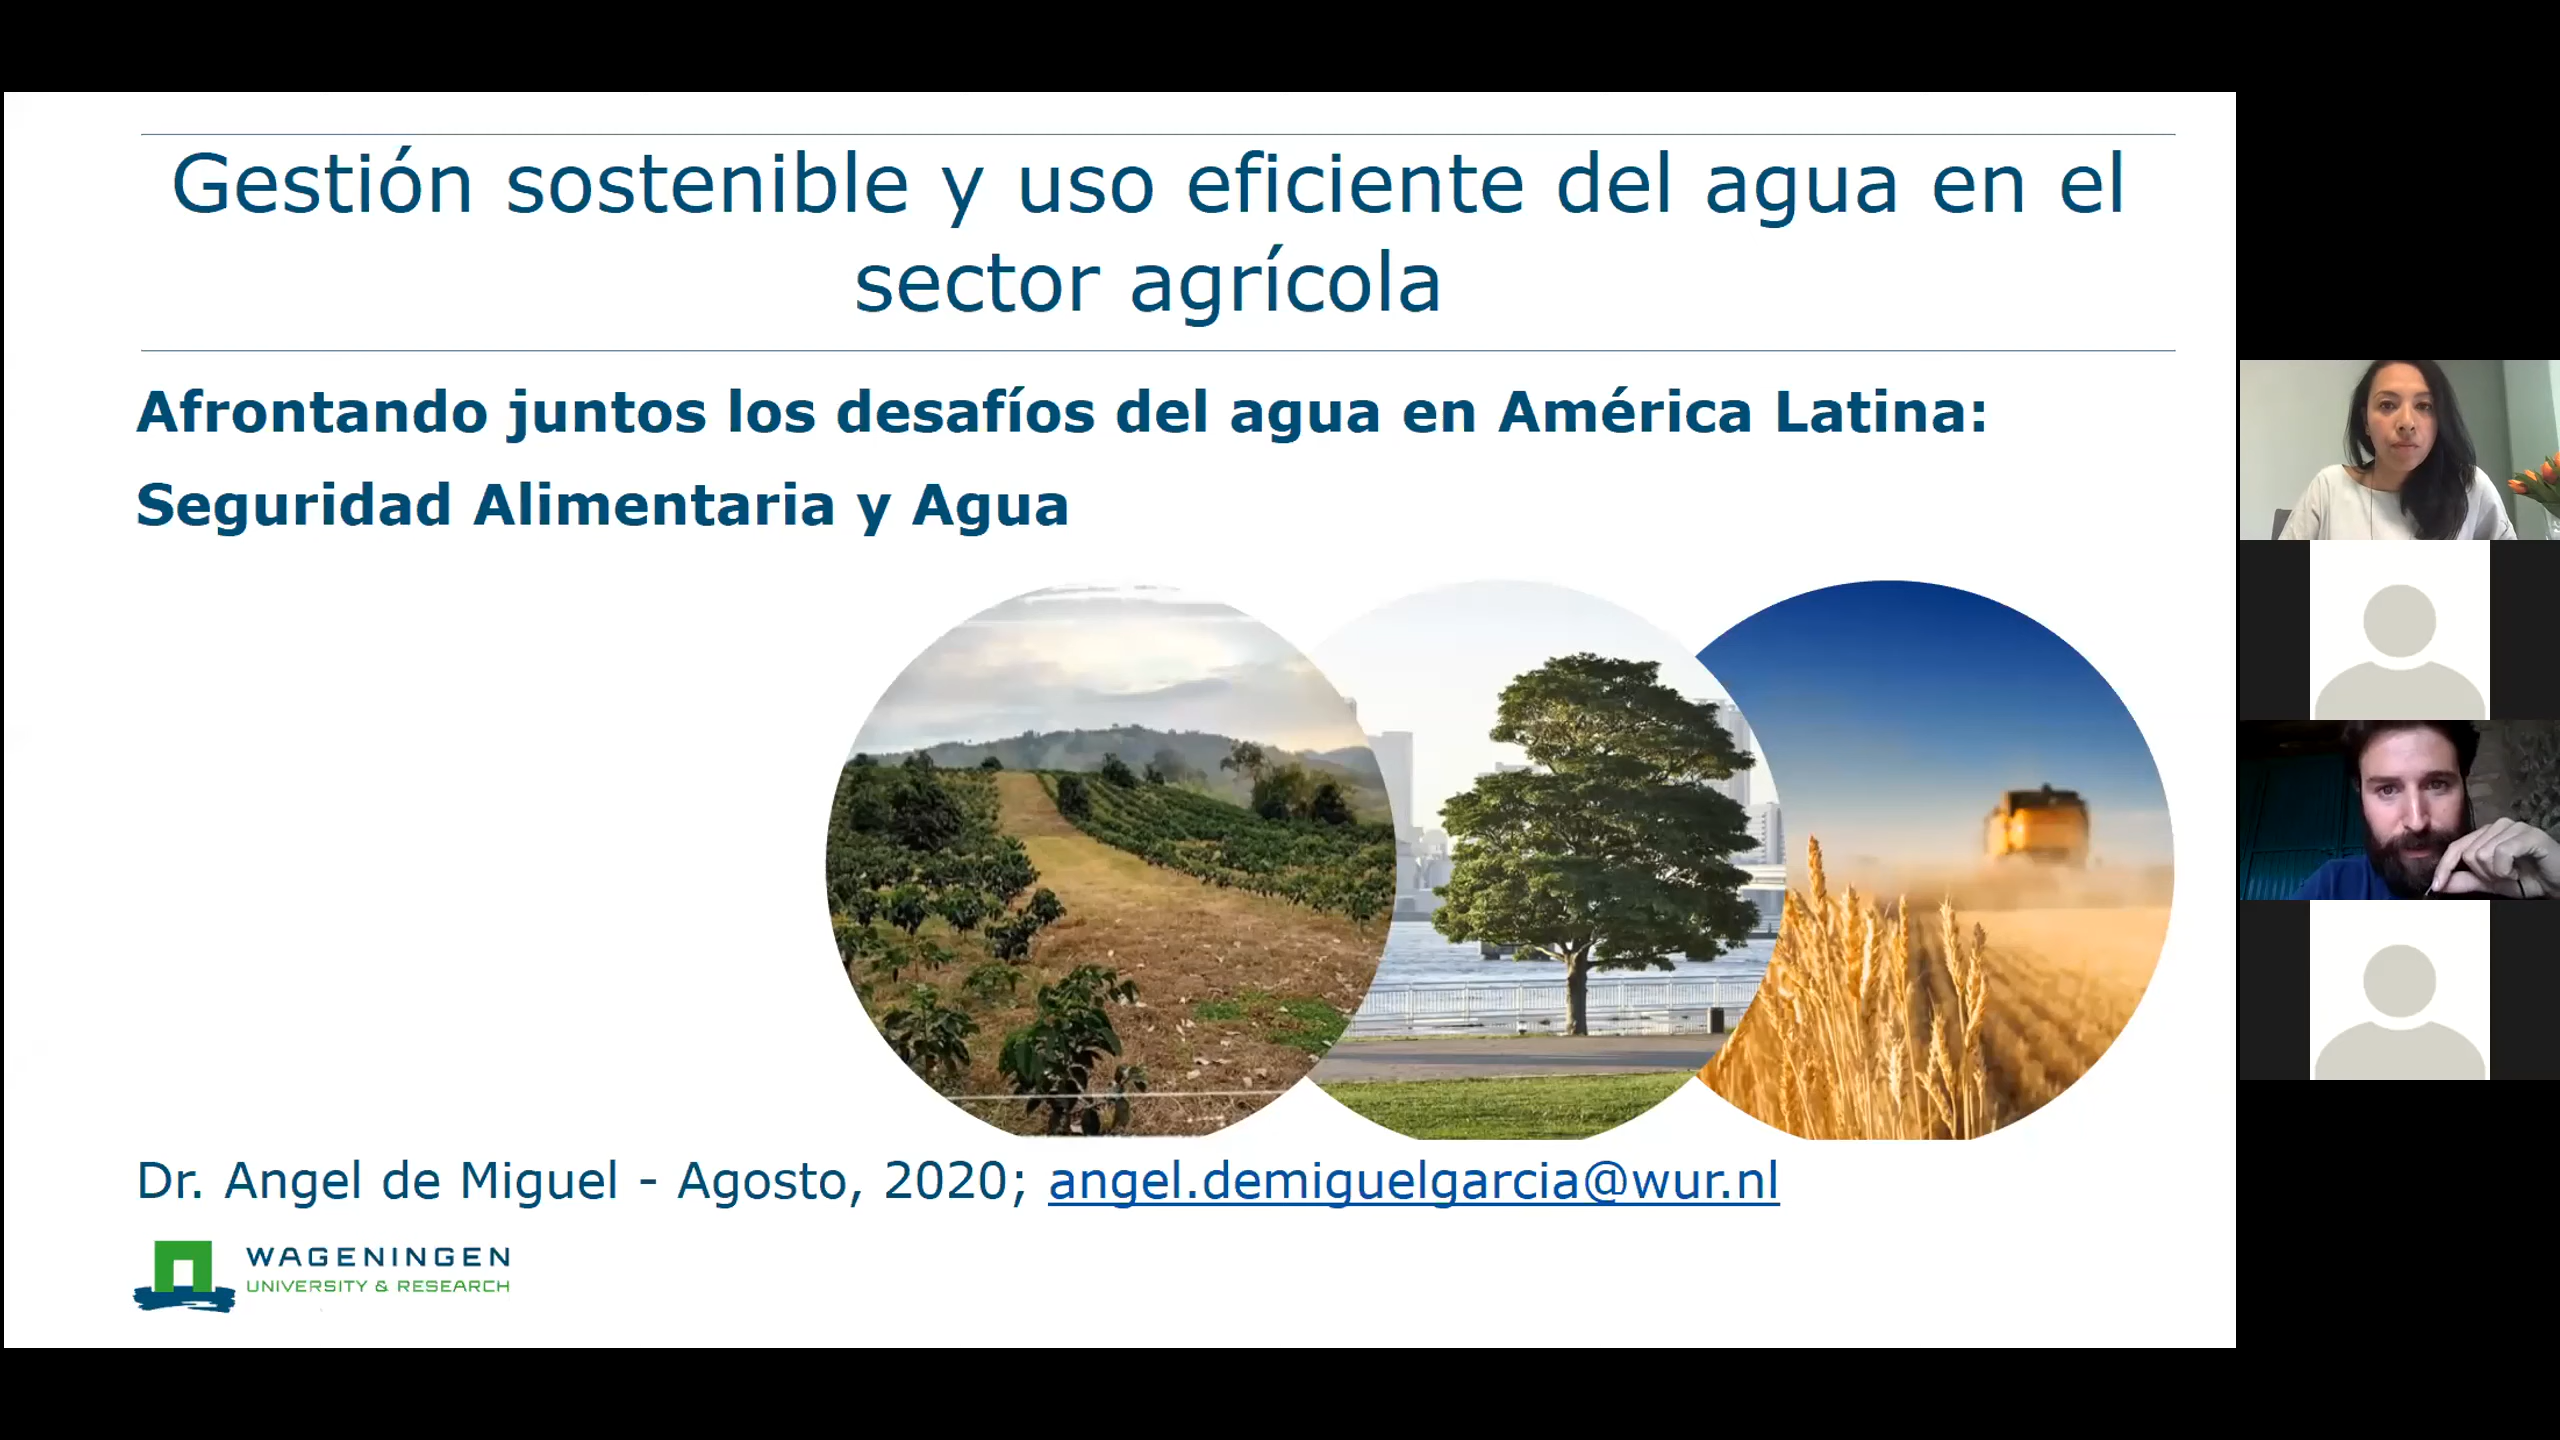 Gestión sostenible y uso eficiente del agua en el
sector agrícola
Afrontando juntos los desafíos del agua en América Latina:
Seguridad Alimentaria y Agua
Dr. Angel de Miguel - Agosto, 2020; angel.demiguelgarcia@wur.nl
WAGENINGEN
UNIVERSITY & RESEARCH